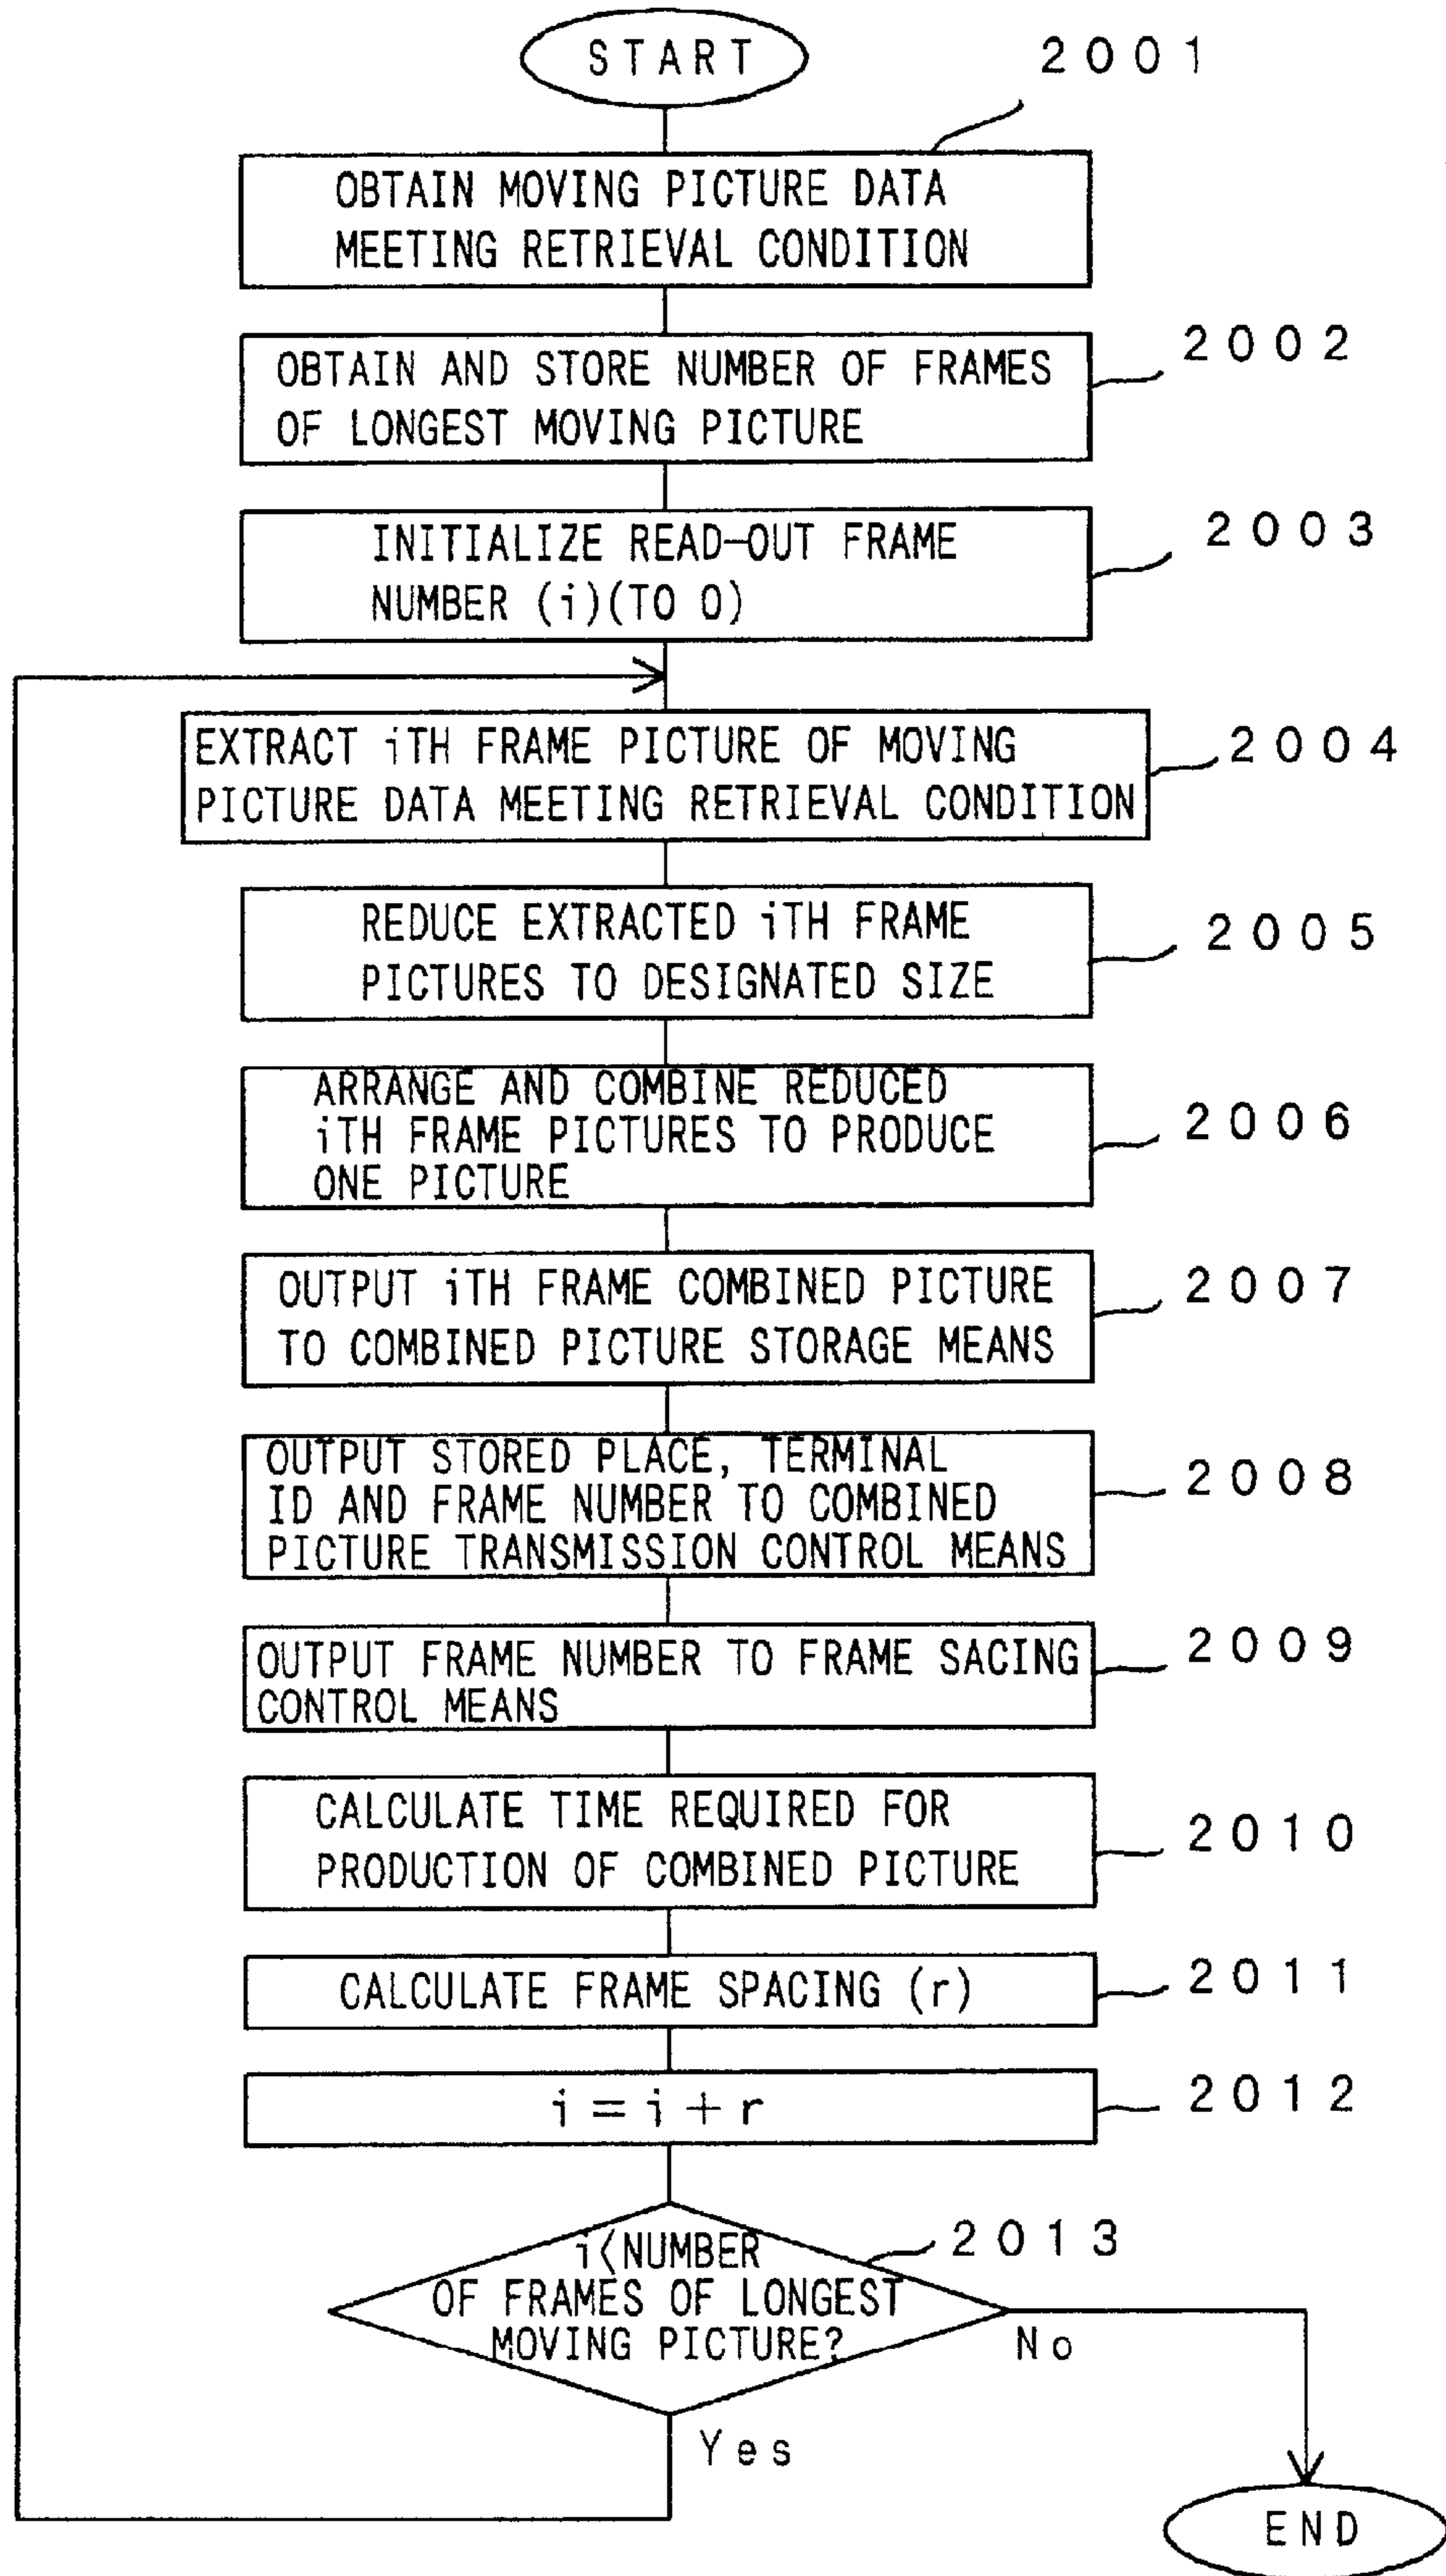 START
2001
OBTAIN MOVING PICTURE DATA
MEETING RETRIEVAL CONDITION
2002
OBTAIN AND STORE NUMBER OF FRAMES
OF LONGEST MOVING PICTURE
2003
INITIALIZE READ-OUT FRAME
NUMBER (i)(TO 0)
2004
EXTRACT iTH FRAME PICTURE OF MOVING
PICTURE DATA MEETING RETRIEVAL CONDITION
2005
REDUCE EXTRACTED iTH FRAME
PICTURES TO DESIGNATED SIZE
2006
ARRANGE AND COMBINE REDUCED
iTH FRAME PICTURES TO PRODUCE
ONE PICTURE
2007
OUTPUT iTH FRAME COMBINED PICTURE
TO COMBINED PICTURE STORAGE MEANS
2008
OUTPUT STORED PLACE, TERMINAL
ID AND FRAME NUMBER TO COMBINED
PICTURE TRANSMISSION CONTROL MEANS
2009
OUTPUT FRAME NUMBER TO FRAME SACING
CONTROL MEANS
2010
CALCULATE TIME REQUIRED FOR
PRODUCTION OF COMBINED PICTURE
2011
CALCULATE FRAME SPACING (r)
2012
i=i+r
2013
i<NUMBER
OF FRAMES OF LONGEST
MOVING PICTURE?
No
Yes
END